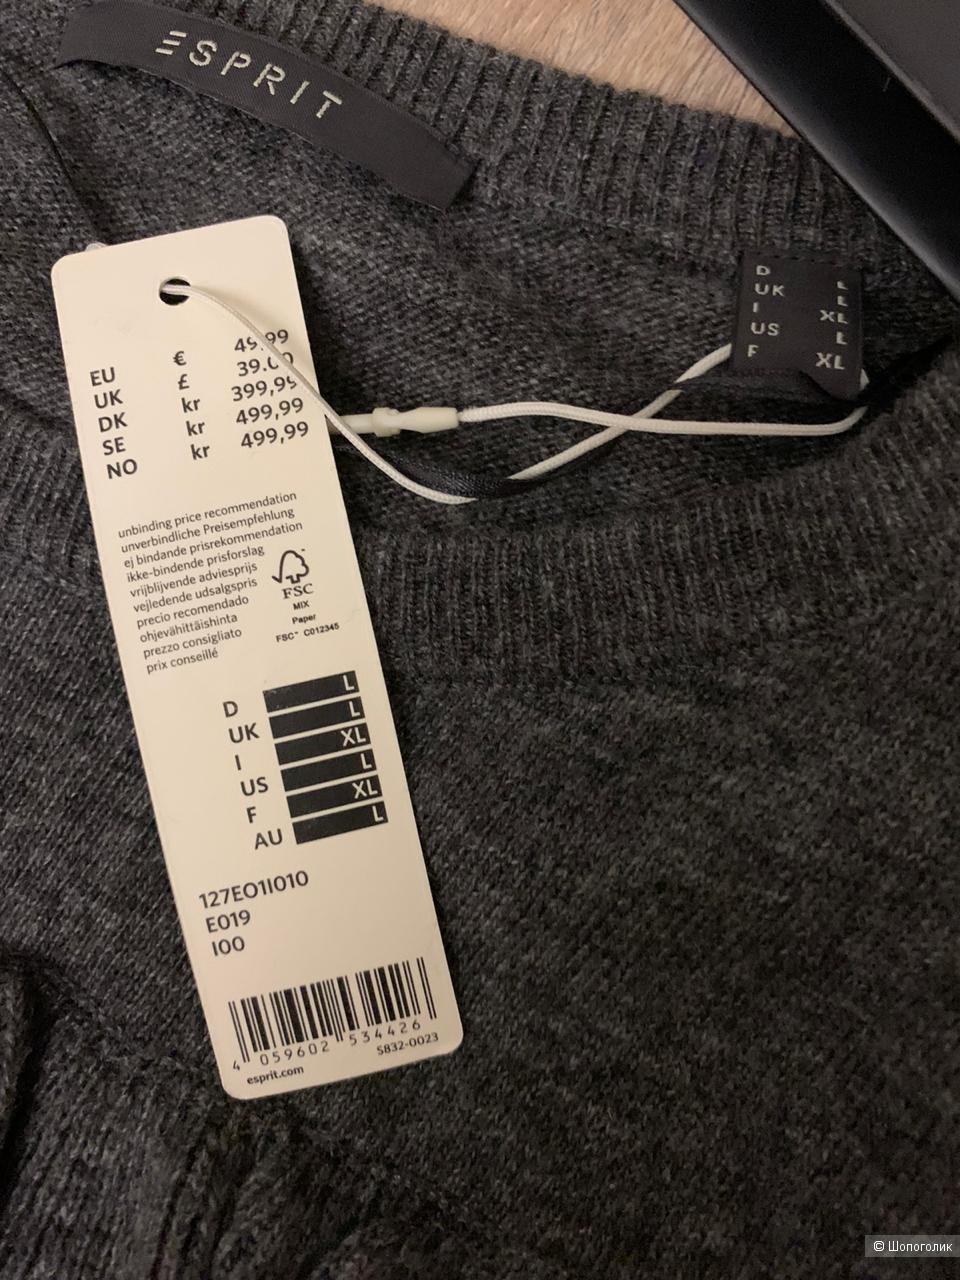 ESPRIT
D L
UK L
I XL
US L
F XL
EU € 49.99
UK £ 39.00
DK kr 399,95
SE kr 499,99
NO kr 499,99
unbinding price recommendation
unverbindliche Preisempfehlung
ej bindande prisrekommendation
ikke-bindende prisforslag
vrijblijvende adviesprijs
vejledende udsalgspris
precio recomendado
ohjevähittäishinta
prezzo consigliato
prix conseillé
FSC
MIX
Paper
FSC™ C012345
D L
UK L
I XL
US L
F XL
AU L
127EO1I010
E019
I00
4 059602 534426
esprit.com
S832-0023
© Шопоголик